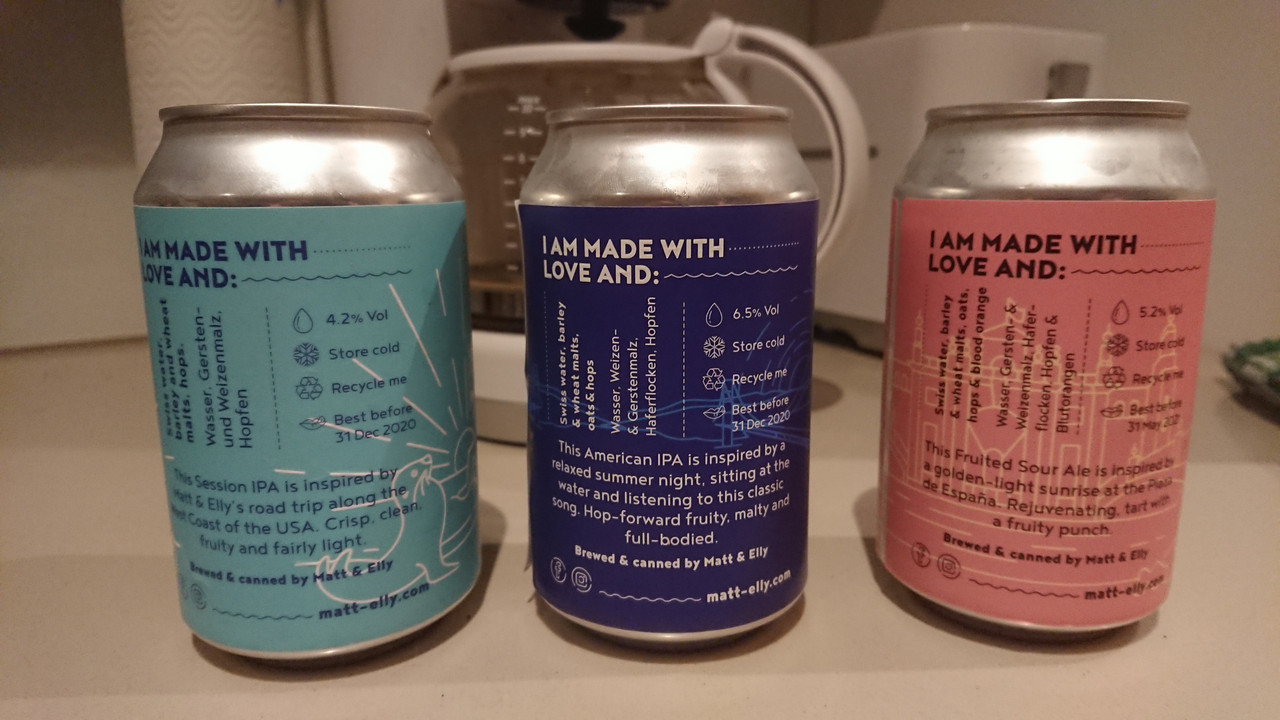 I AM MADE WITH
LOVE AND:
Swiss water,
barley and wheat
malts, hops.
Wasser, Gersten-
und Weizenmalz,
Hopfen
4.2% Vol
Store cold
Recycle me
Best before
31 Dec 2020
This Session IPA is inspired by
Matt & Elly's road trip along the
West Coast of the USA. Crisp, clean,
fruity and fairly light.
Brewed & canned by Matt & Elly
matt-elly.com
I AM MADE WITH
LOVE AND:
Swiss water, barley
& wheat malts,
oats & hops
Wasser, Weizen-
& Gerstenmalz,
Haferflocken, Hopfen
6.5% Vol
Store cold
Recycle me
Best before
31 Dec 2020
This American IPA is inspired by a
relaxed summer night, sitting at the
water and listening to this classic
song. Hop-forward fruity, malty and
full-bodied.
Brewed & canned by Matt & Elly
matt-elly.com
I AM MADE WITH
LOVE AND:
Swiss water, barley
& wheat malts, oats,
hops & blood orange
Wasser, Gersten- &
Weizenmalz, Hafer-
flocken, Hopfen &
Blutorangen
5.2% Vol
Store cold
Recycle me
Best before
31 May 2021
This Fruited Sour Ale is inspired by
a golden-light sunrise at the Plaza
de España. Rejuvenating, tart with
a fruity punch.
Brewed & canned by Matt & Elly
matt-elly.com